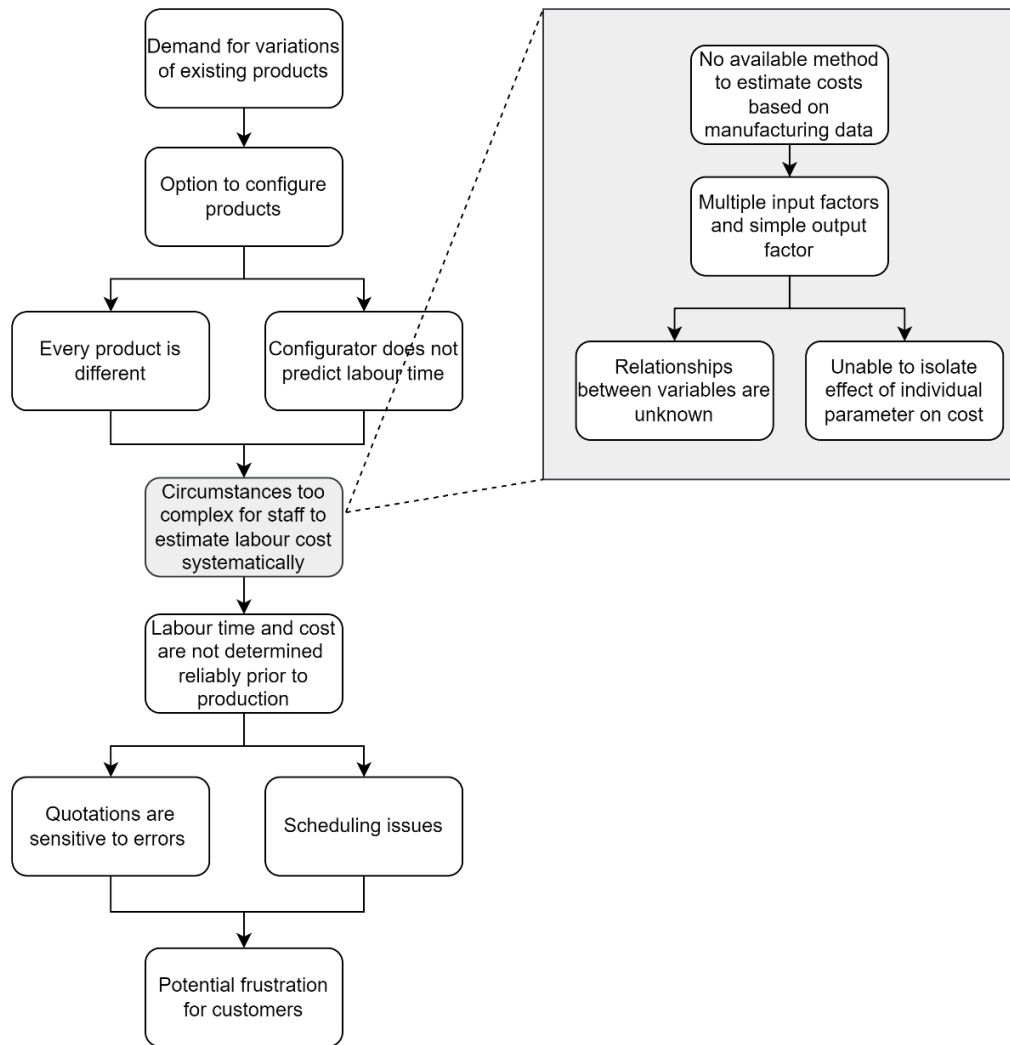 Demand for variations
of existing products
Option to configure
products
Every product is
different
Configurator does not
predict labour time
Circumstances too
complex for staff to
estimate labour cost
systematically
Labour time and cost
are not determined
reliably prior to
production
Quotations are
sensitive to errors
Scheduling issues
Potential frustration
for customers
No available method
to estimate costs
based on
manufacturing data
Multiple input factors
and simple output
factor
Relationships
between variables are
unknown
Unable to isolate
effect of individual
parameter on cost